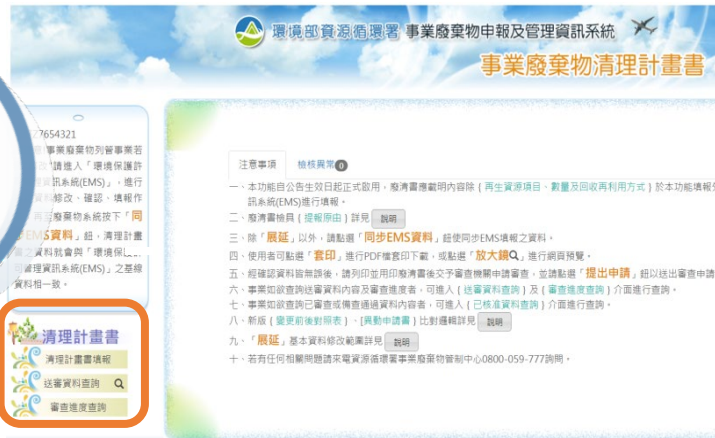 環境部資源循環署 事業廢棄物申報及管理資訊系統
事業廢棄物清理計畫書
27654321
事業廢棄物列管事業若
請進入「環境保護許
訊系統(EMS)」，進行
修改、確認、填報作
廢棄物系統按下「同
EMS資料」鈕，清理計畫
之資料就會與「環境保
管理資訊系統(EMS)」之基線
資料相一致。
清理計畫書
清理計畫書填報
送審資料查詢
審查進度查詢
注意事項 檢核異常 0
一、本功能自公告生效日起正式啟用，廢清書應載明內容除 ( 再生資源項目、數量及回收再利用方式 ) 於本功能填報
訊系統(EMS)進行填報。
二、廢清書檢具 ( 提報原由 ) 詳見 說明
三、除「展延」以外，請點選「同步EMS資料」鈕使同步EMS填報之資料。
四、使用者可點選「套印」進行PDF檔套印下載，或點選「放大鏡」，進行網頁預覽。
五、經確認資料皆無誤後，請列印並用印廢清書後交予審查機關申請審查，並請點選「提出申請」鈕以送出審查申請
六、事業如欲查詢送審資料內容及審查進度者，可進入 ( 送審資料查詢 ) 及 ( 審查進度查詢 ) 介面進行查詢。
七、事業如欲查詢已審查或備查通過資料內容者，可進入 ( 已核准資料查詢 ) 介面進行查詢。
八、新版 ( 變更前後對照表 ) 、[異動申請書 ) 比對邏輯詳見 說明
九、「展延」基本資料修改範圍詳見 說明
十、若有任何相關問題請來電資源循環署事業廢棄物管制中心0800-059-777詢問。